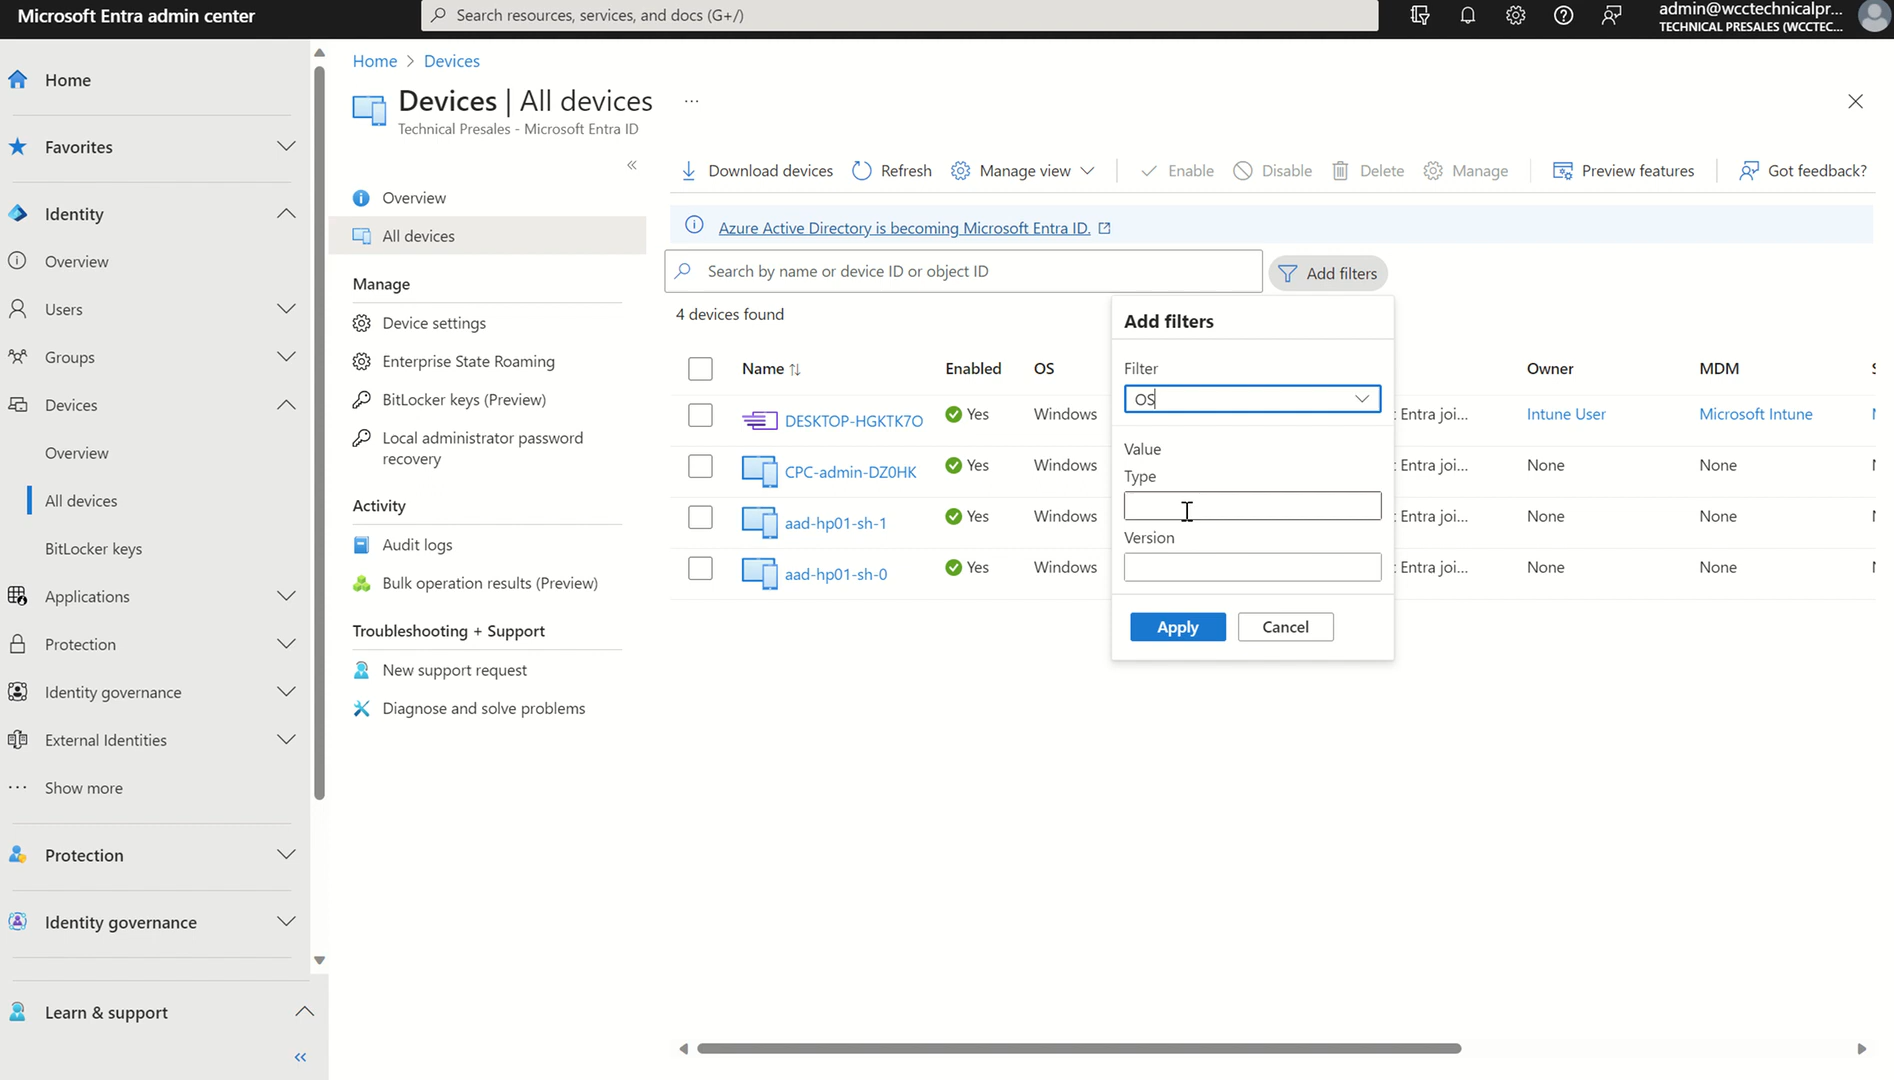 Microsoft Entra admin center
Search resources, services, and docs (G+/)
admin@wcctechnicalpr...
TECHNICAL PRESALES (WCCTEC...
Home
Favorites
Identity
Overview
Users
Groups
Devices
Overview
All devices
BitLocker keys
Applications
Protection
Identity governance
External Identities
Show more
Protection
Identity governance
Learn & support
Home > Devices
Devices | All devices
Technical Presales - Microsoft Entra ID
Overview
All devices
Manage
Device settings
Enterprise State Roaming
BitLocker keys (Preview)
Local administrator password
recovery
Activity
Audit logs
Bulk operation results (Preview)
Troubleshooting + Support
New support request
Diagnose and solve problems
Download devices Refresh Manage view Enable Disable Delete Manage Preview features Got feedback?
Azure Active Directory is becoming Microsoft Entra ID.
Search by name or device ID or object ID
Add filters
4 devices found
Name Enabled OS Owner MDM
DESKTOP-HGKTK7O Yes Windows Entra joi... Intune User Microsoft Intune
CPC-admin-DZ0HK Yes Windows Entra joi... None None
aad-hp01-sh-1 Yes Windows Entra joi... None None
aad-hp01-sh-0 Yes Windows Entra joi... None None
Add filters
Filter
OS
Value
Type
Version
Apply Cancel